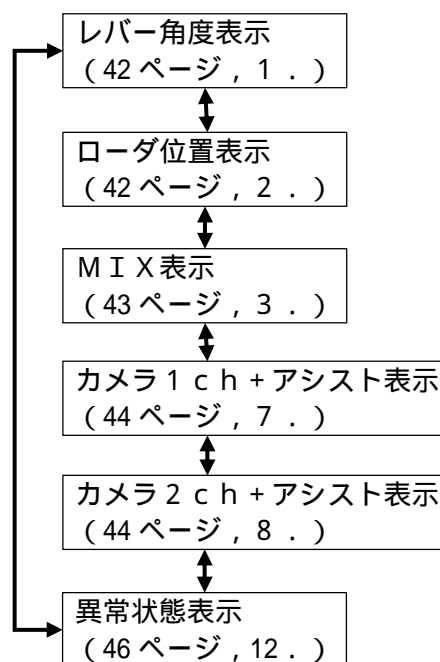 レバー角度表示
(42 ページ , 1 . )
ローダ位置表示
(42 ページ , 2 . )
ＭＩＸ表示
(43 ページ , 3 . )
カメラ１ｃｈ+アシスト表示
(44 ページ , 7 . )
カメラ２ｃｈ+アシスト表示
(44 ページ , 8 . )
異常状態表示
(46 ページ , 12 . )